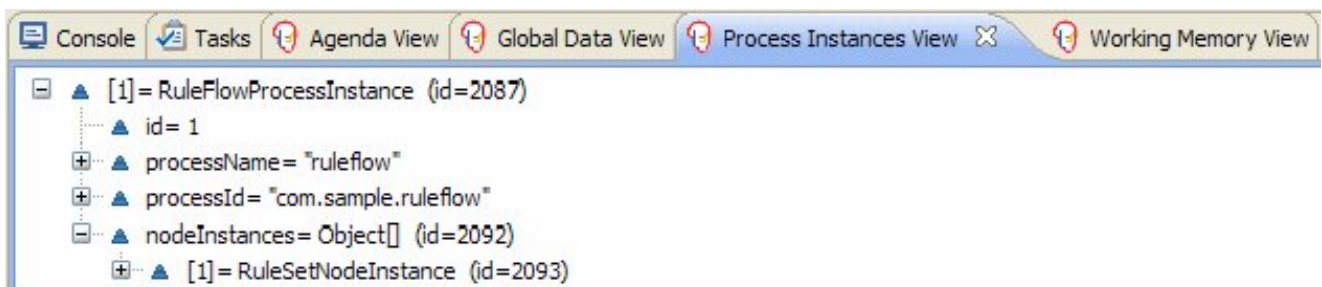 Console Tasks Agenda View Global Data View Process Instances View Working Memory View
[1]= RuleFlowProcessInstance (id=2087)
id= 1
processName= "ruleflow"
processId= "com.sample.ruleflow"
nodeInstances= Object[] (id=2092)
[1]= RuleSetNodeInstance (id=2093)